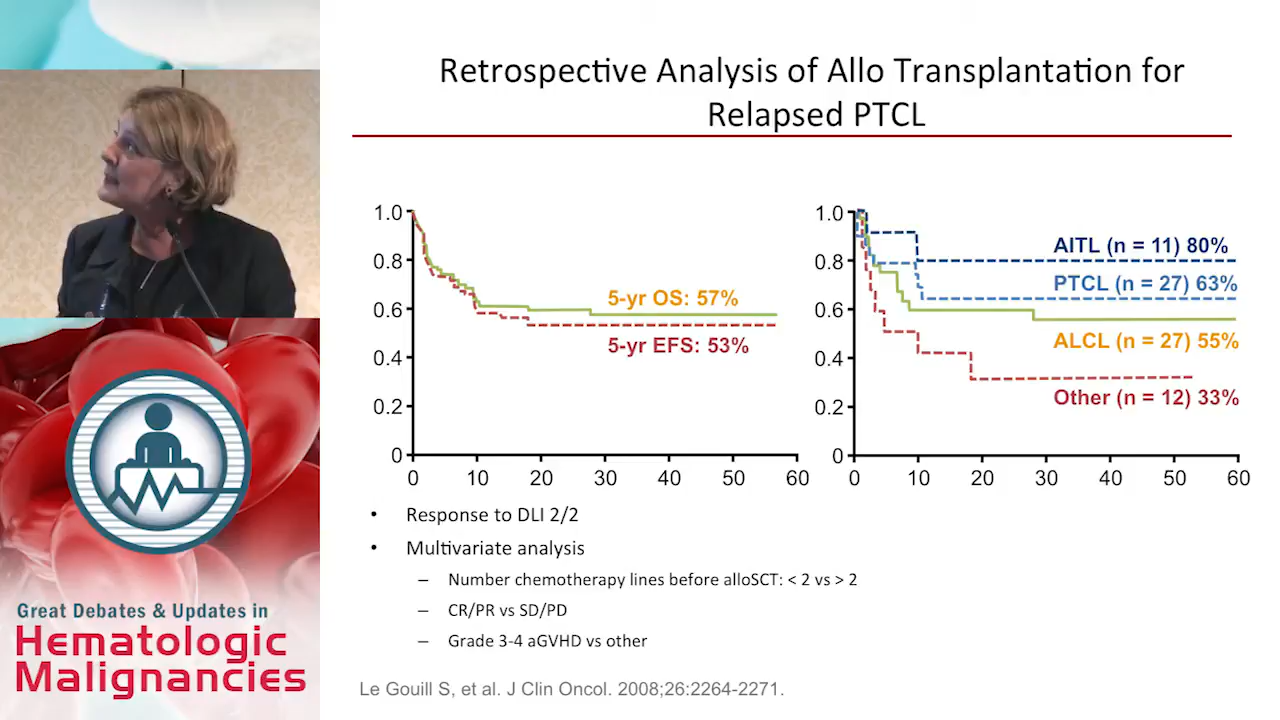 Retrospective Analysis of Allo Transplantation for
Relapsed PTCL
1.0
0.8
0.6
0.4
0.2
0
0 10 20 30 40 50 60
5-yr OS: 57%
5-yr EFS: 53%
1.0
0.8
0.6
0.4
0.2
0
0 10 20 30 40 50 60
AITL (n = 11) 80%
PTCL (n = 27) 63%
ALCL (n = 27) 55%
Other (n = 12) 33%
• Response to DLI 2/2
• Multivariate analysis
– Number chemotherapy lines before alloSCT: < 2 vs > 2
– CR/PR vs SD/PD
– Grade 3-4 aGVHD vs other
Le Gouill S, et al. J Clin Oncol. 2008;26:2264-2271.
Great Debates & Updates in
Hematologic
Malignancies